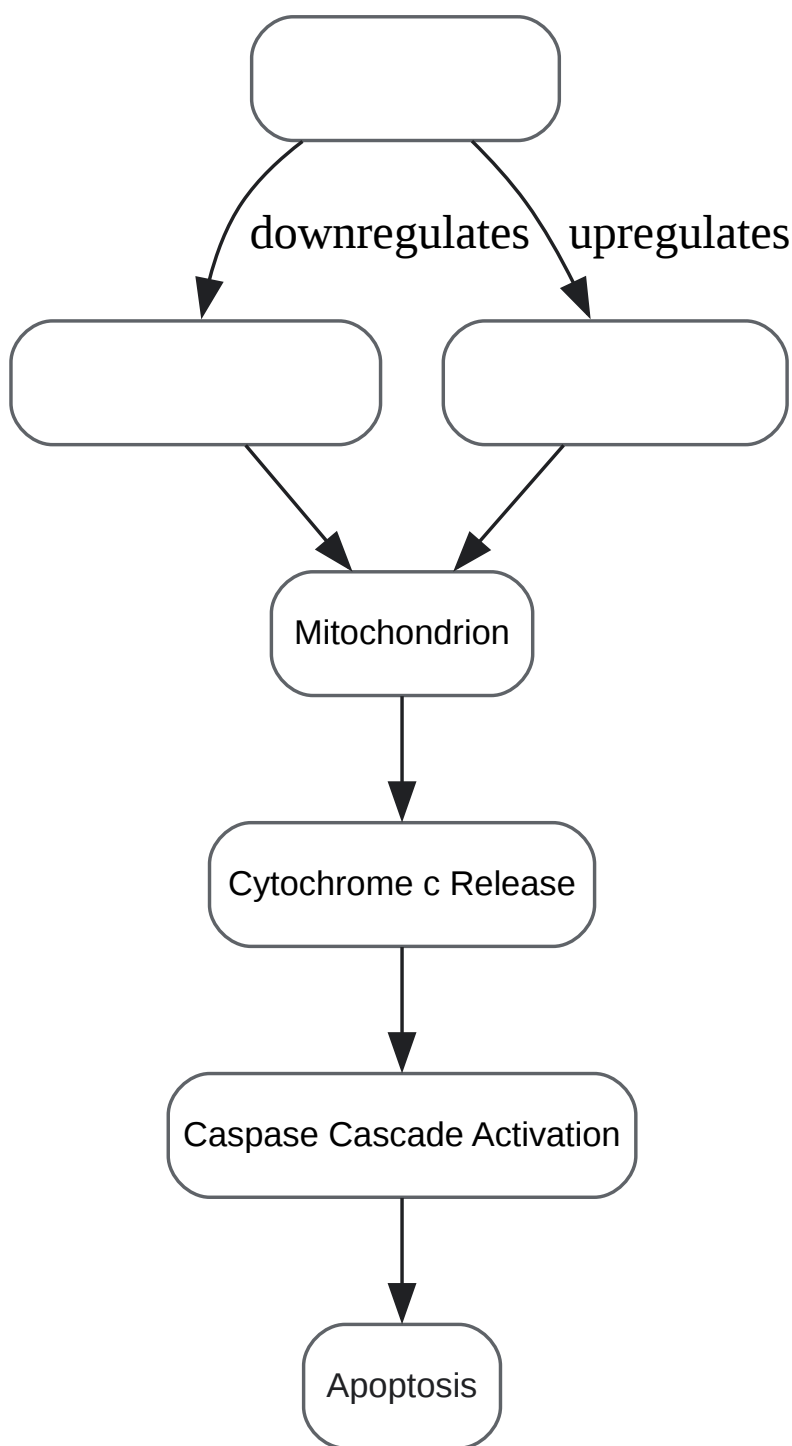 downregulates
upregulates
Mitochondrion
Cytochrome c Release
Caspase Cascade Activation
Apoptosis